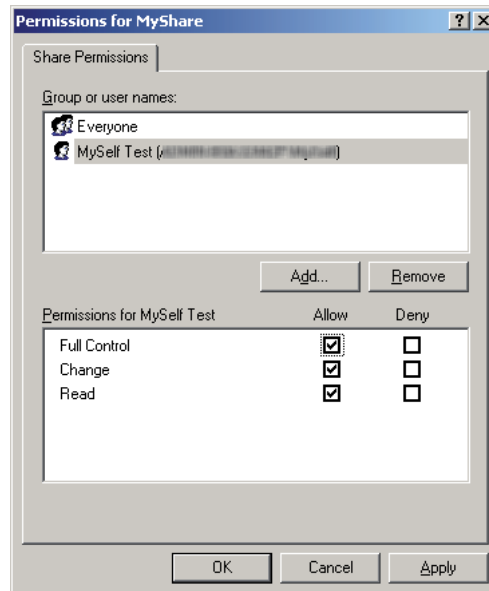 Permissions for MyShare
Share Permissions
Group or user names:
Everyone
MySelf Test (
Add... Remove
Permissions for MySelf Test Allow Deny
Full Control
Change
Read
OK Cancel Apply